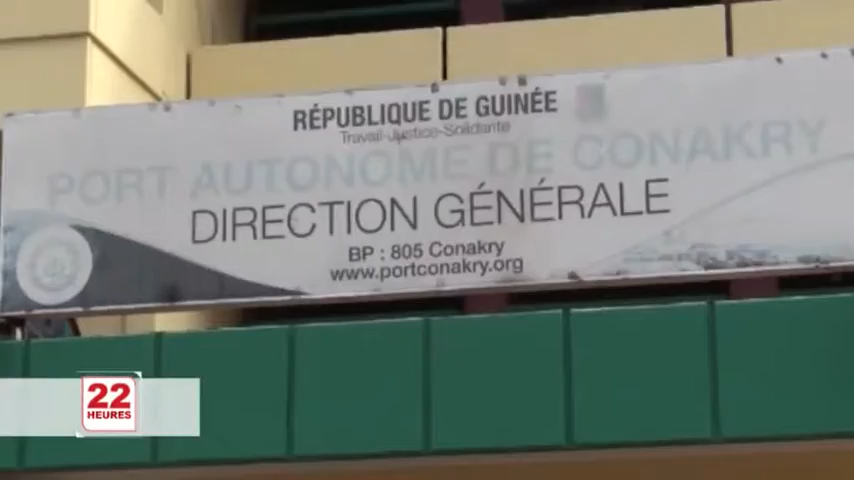 RÉPUBLIQUE DE GUINÉE
Travail-Justice-Solidarité
PORT AUTONOME DE CONAKRY
DIRECTION GÉNÉRALE
BP : 805 Conakry
www.portconakry.org
22
HEURES